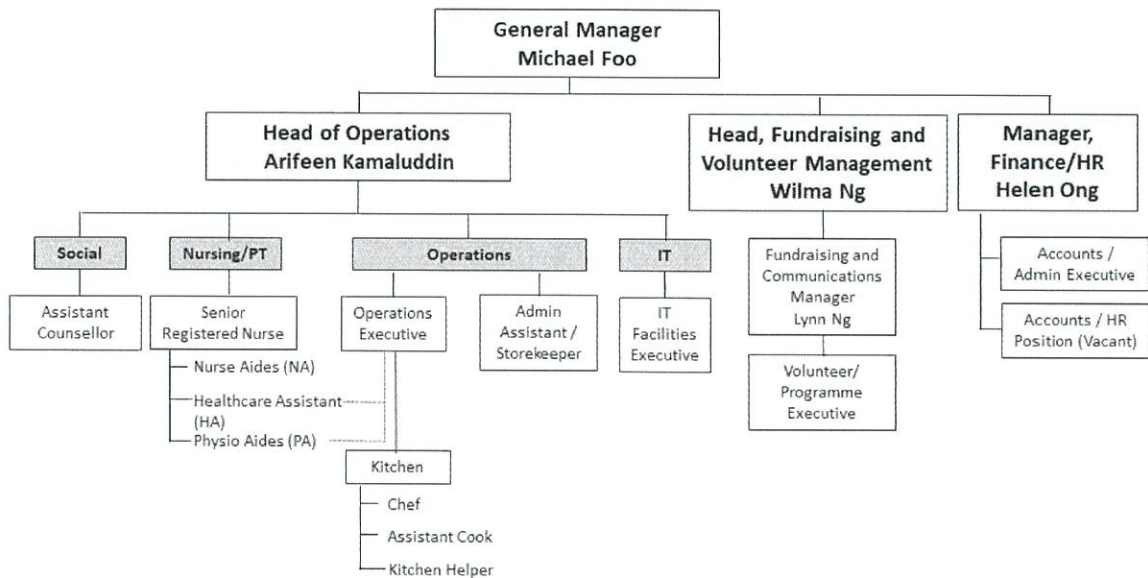 General Manager
Michael Foo
Head of Operations
Arifeen Kamaluddin
Head, Fundraising and
Volunteer Management
Wilma Ng
Manager,
Finance/HR
Helen Ong
Social
Nursing/PT
Operations
IT
Assistant
Counsellor
Senior
Registered Nurse
Nurse Aides (NA)
Healthcare Assistant
(HA)
Physio Aides (PA)
Operations
Executive
Admin
Assistant /
Storekeeper
IT
Facilities
Executive
Kitchen
Chef
Assistant Cook
Kitchen Helper
Fundraising and
Communications
Manager
Lynn Ng
Volunteer/
Programme
Executive
Accounts /
Admin Executive
Accounts / HR
Position (Vacant)